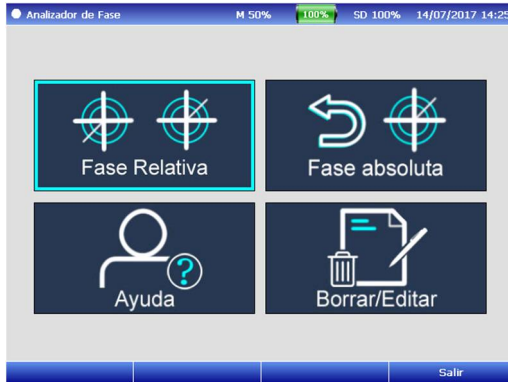 Analizador de Fase M 50% 100% SD 100% 14/07/2017 14:25
Fase Relativa Fase absoluta
?
Ayuda Borrar/Editar
Salir